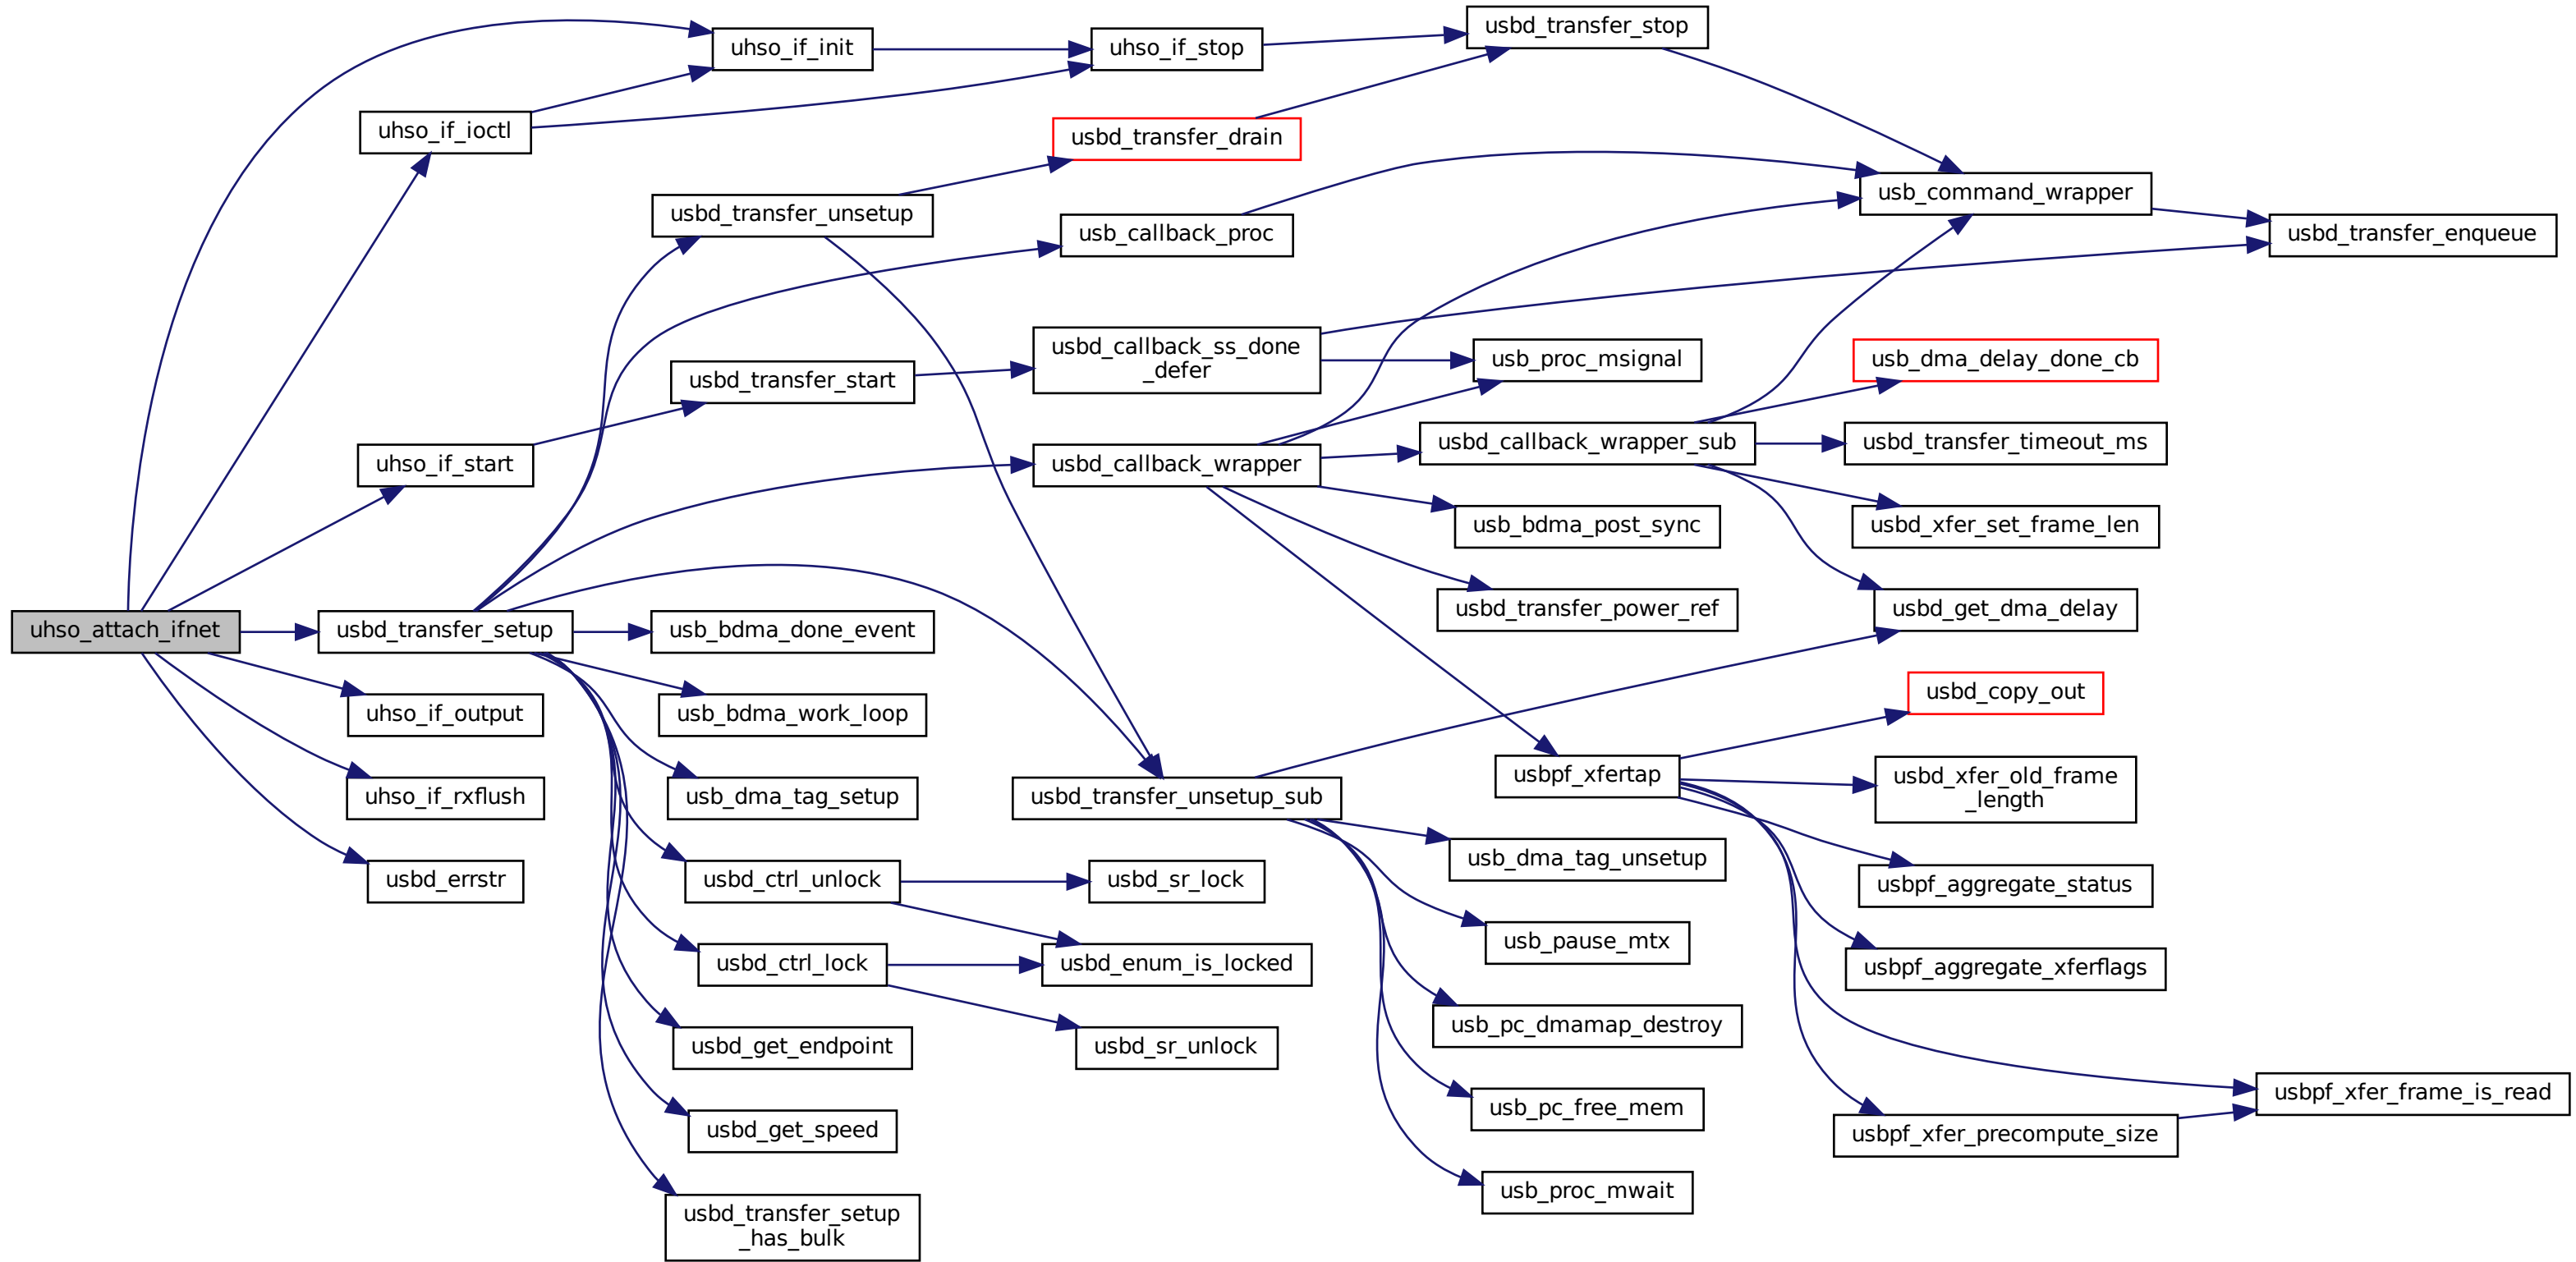 uhso_attach_ifnet
uhso_if_init
uhso_if_ioctl
uhso_if_start
usbd_transfer_setup
uhso_if_output
uhso_if_rxflush
usbd_errstr
usbd_transfer_unsetup
usbd_transfer_start
usb_bdma_done_event
usb_bdma_work_loop
usb_dma_tag_setup
usbd_ctrl_unlock
usbd_ctrl_lock
usbd_get_endpoint
usbd_get_speed
usbd_transfer_setup
_has_bulk
uhso_if_stop
usbd_transfer_drain
usb_callback_proc
usbd_callback_ss_done
_defer
usbd_callback_wrapper
usbd_transfer_unsetup_sub
usbd_sr_lock
usbd_enum_is_locked
usbd_sr_unlock
usbd_transfer_stop
usb_proc_msignal
usbd_callback_wrapper_sub
usb_bdma_post_sync
usbd_transfer_power_ref
usbpf_xfertap
usb_dma_tag_unsetup
usb_pause_mtx
usb_pc_dmamap_destroy
usb_pc_free_mem
usb_proc_mwait
usb_command_wrapper
usb_dma_delay_done_cb
usbd_transfer_timeout_ms
usbd_xfer_set_frame_len
usbd_get_dma_delay
usbd_copy_out
usbd_xfer_old_frame
_length
usbpf_aggregate_status
usbpf_aggregate_xferflags
usbpf_xfer_precompute_size
usbd_transfer_enqueue
usbpf_xfer_frame_is_read